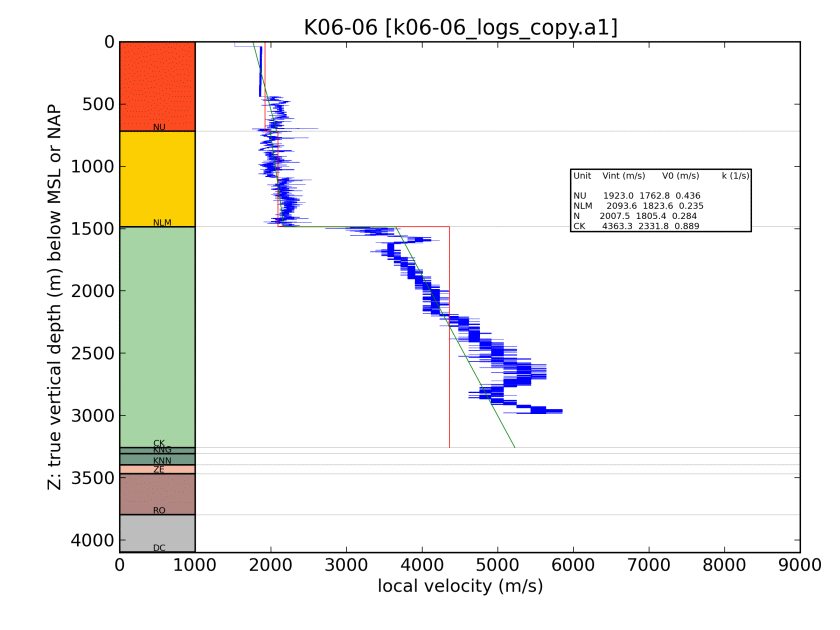 K06-06 [k06-06_logs_copy.a1]
0
500
NU
1000
Unit Vint (m/s) V0 (m/s) k (1/s)
NU 1923.0 1762.8 0.436
NLM 2093.6 1823.6 0.235
N 2007.5 1805.4 0.284
CK 4363.3 2331.8 0.889
NLM
1500
2000
2500
3000
CK
KNG
KNN
ZE
3500
RO
4000
DC
0 1000 2000 3000 4000 5000 6000 7000 8000 9000
local velocity (m/s)
Z: true vertical depth (m) below MSL or NAP